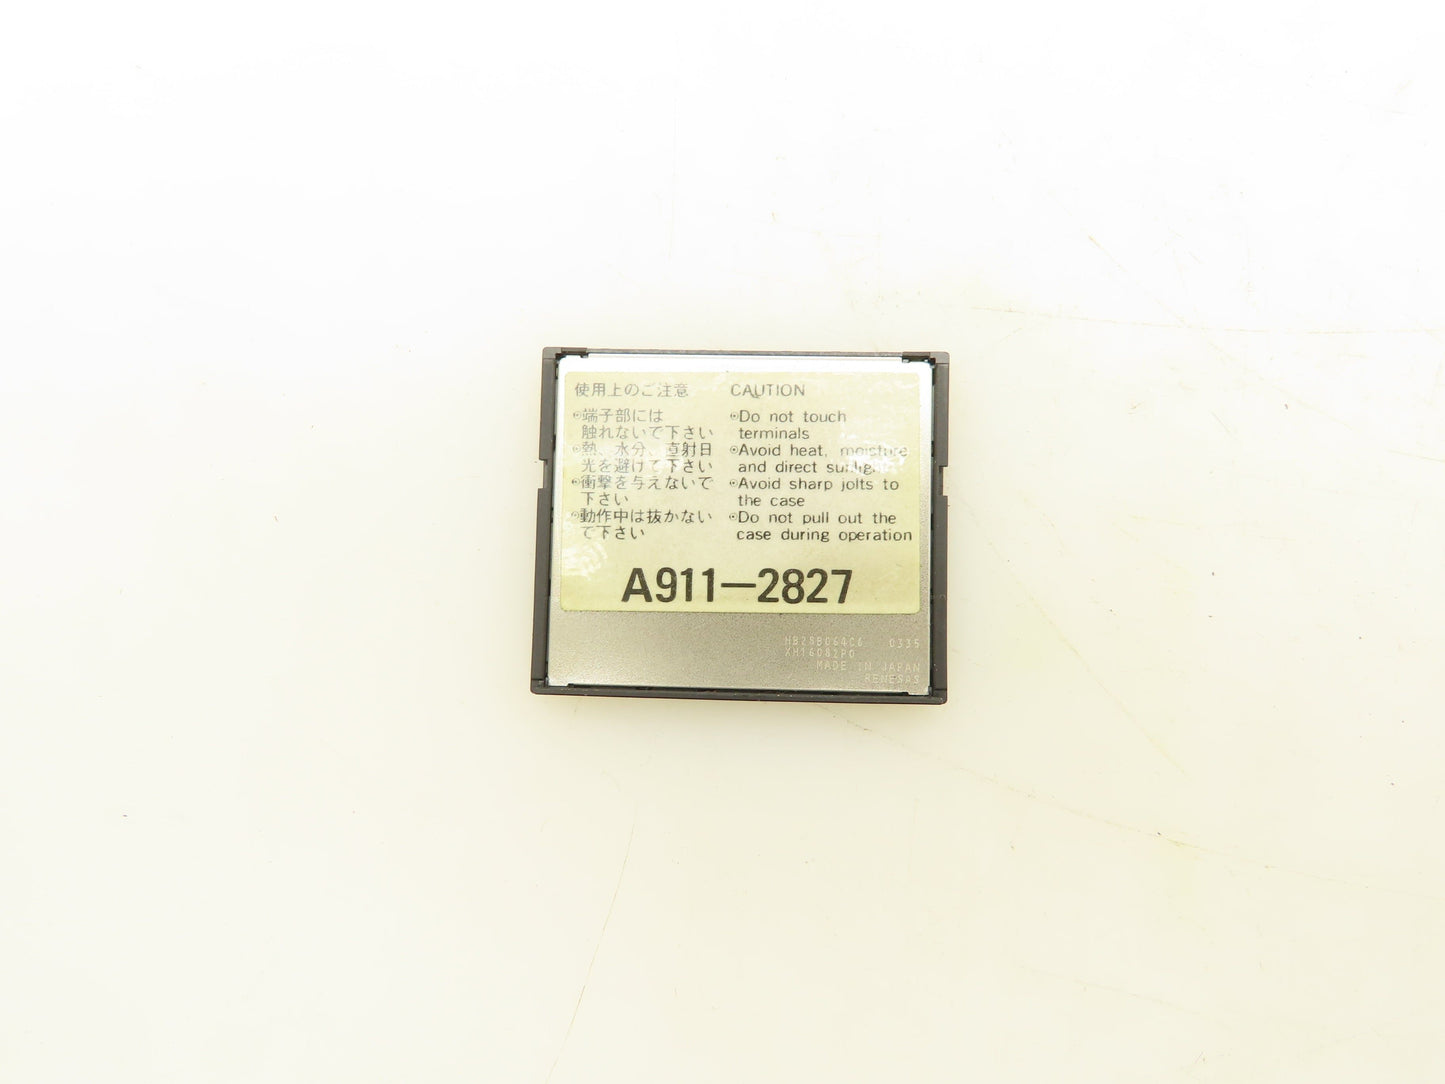 使用上のご注意
⊙端子部には
触れないで下さい
⊙熱、水分、直射日
光を避けて下さい
⊙衝撃を与えないで
下さい
⊙動作中は抜かない
で下さい
CAUTION
⊙Do not touch
terminals
⊙Avoid heat, moisture
and direct sunlight
⊙Avoid sharp jolts to
the case
⊙Do not pull out the
case during operation
A911-2827
HB28B064C6 0335
XH16082P0
MADE IN JAPAN
RENESAS